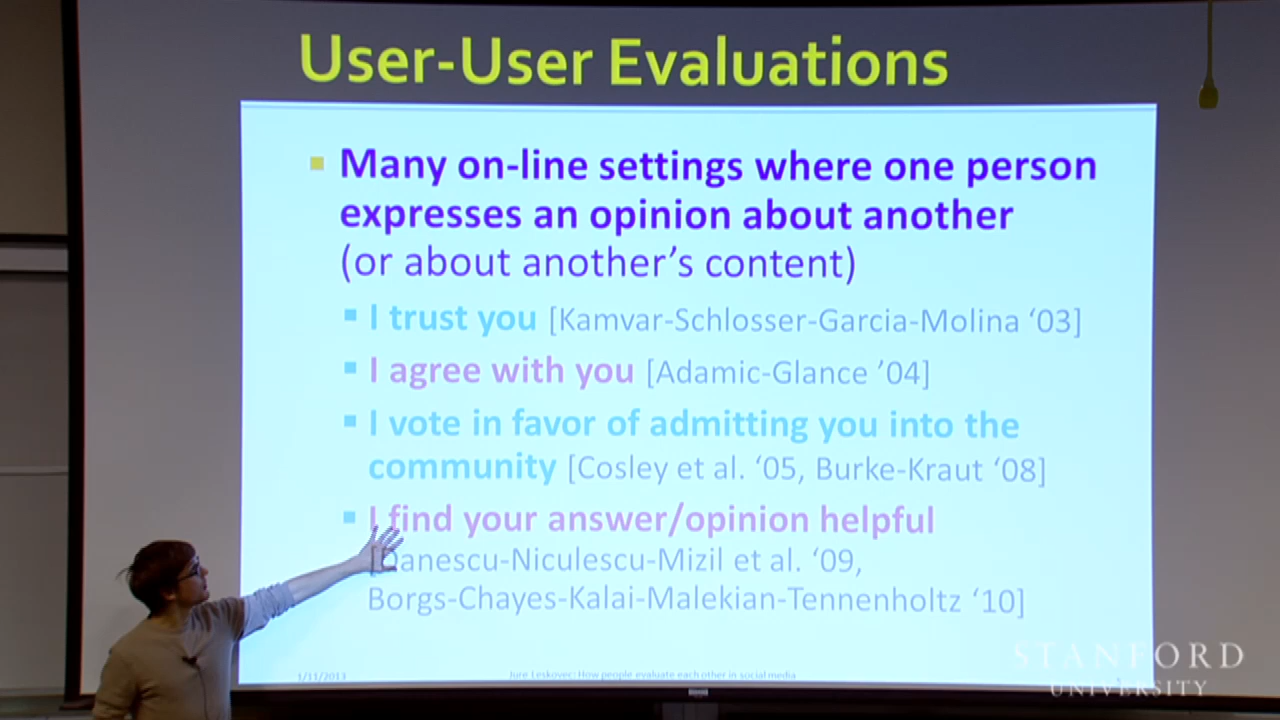 User-User Evaluations
Many on-line settings where one person
expresses an opinion about another
(or about another's content)
I trust you [Kamvar-Schlosser-Garcia-Molina ‘03]
I agree with you [Adamic-Glance ’04]
I vote in favor of admitting you into the
community [Cosley et al. ‘05, Burke-Kraut ‘08]
I find your answer/opinion helpful
[Danescu-Niculescu-Mizil et al. ‘09,
Borgs-Chayes-Kalai-Malekian-Tennenholtz ‘10]
1/11/2013
Jure Leskovec: How people evaluate each other in social media
STANFORD
UNIVERSITY